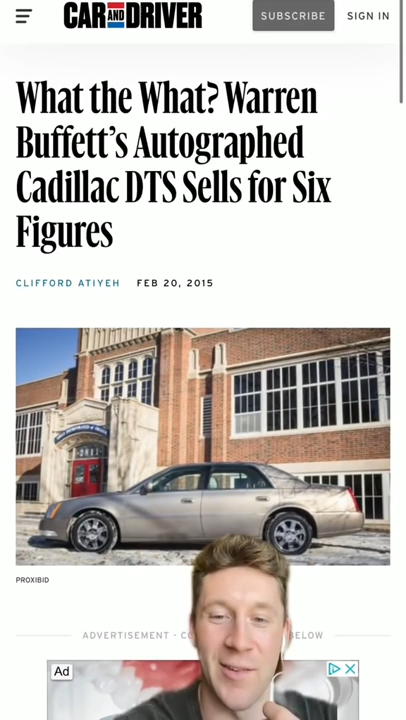 CAR AND DRIVER
SUBSCRIBE
SIGN IN
What the What? Warren
Buffett's Autographed
Cadillac DTS Sells for Six
Figures
CLIFFORD ATIYEH FEB 20, 2015
PROXIBID
ADVERTISEMENT - CO
BELOW
Ad